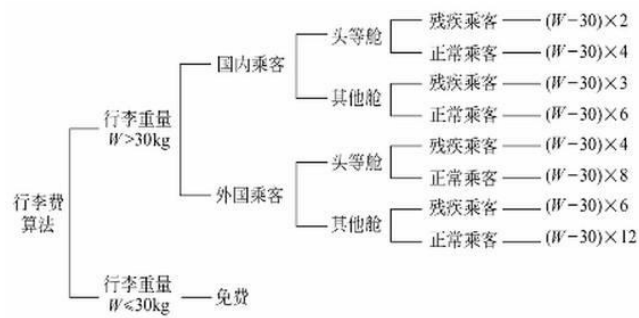 残疾乘客 (W-30)×2
头等舱
正常乘客 (W-30)×4
国内乘客
残疾乘客 (W-30)×3
其他舱
正常乘客 (W-30)×6
行李重量
W>30kg
残疾乘客 (W-30)×4
头等舱
正常乘客 (W-30)×8
外国乘客
行李费
算法
残疾乘客 (W-30)×6
其他舱
正常乘客 (W-30)×12
行李重量
W≤30kg
免费